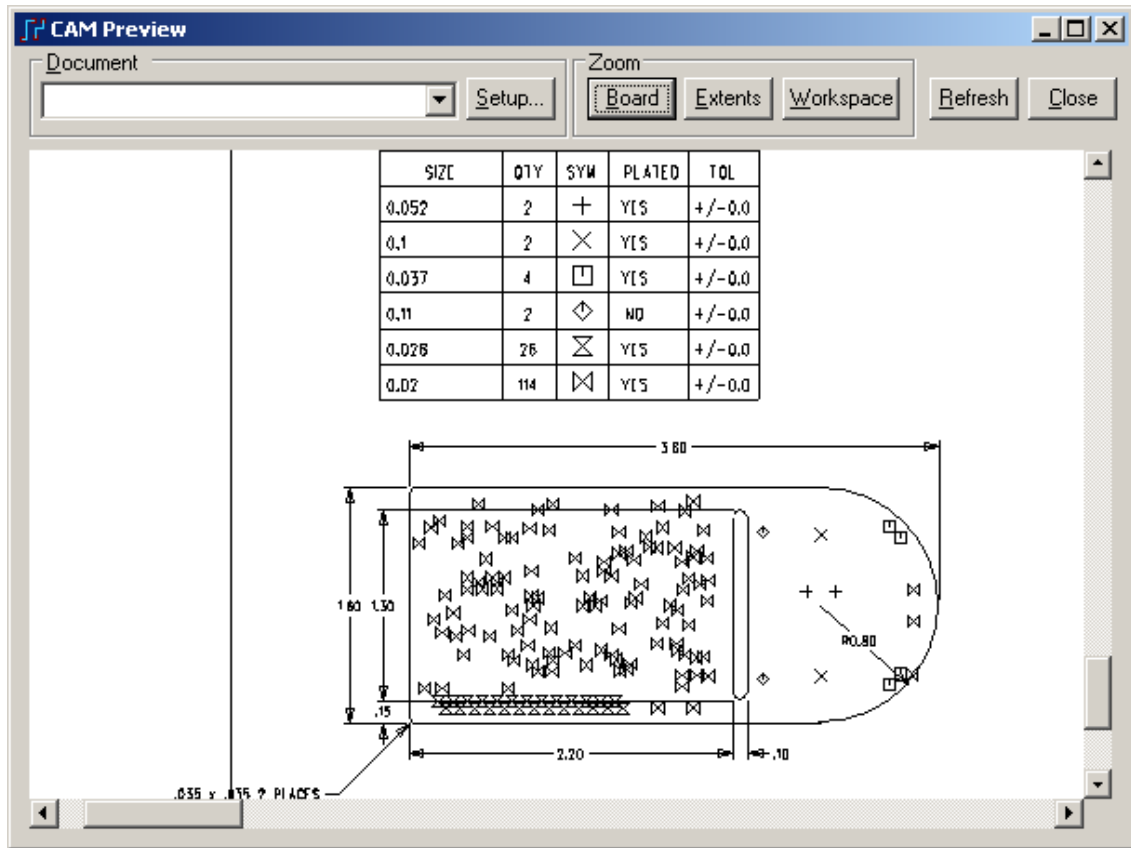 CAM Preview
Document Zoom
Setup... Board Extents Workspace Refresh Close
SIZE QTY SYM PLATED TOL
0.052 2 YES +/-0.0
0.1 2 YES +/-0.0
0.037 4 YES +/-0.0
0.11 2 NO +/-0.0
0.028 26 YES +/-0.0
0.02 114 YES +/-0.0
3.60
1.60 1.30
R0.80
.15
2.20 .10
.035 x .035 2 PLACES